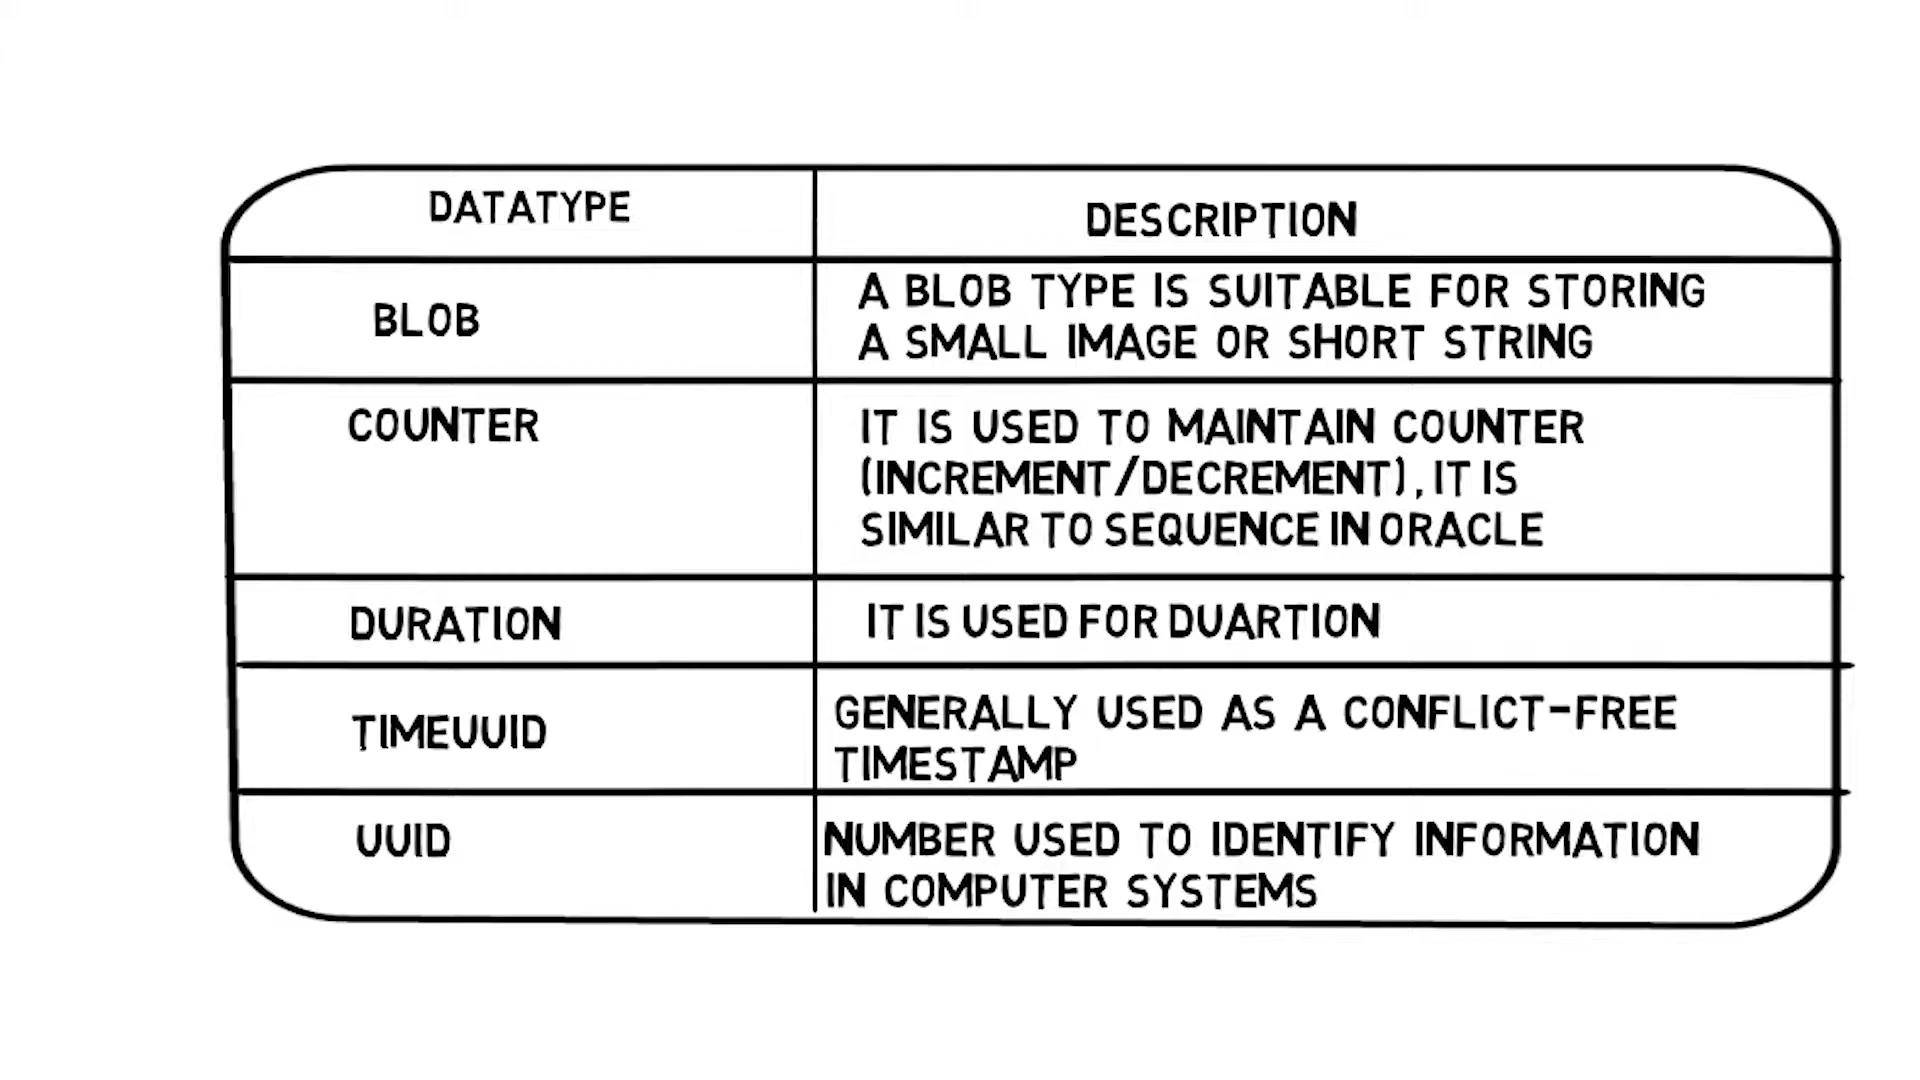 DATATYPE
DESCRIPTION
BLOB
A BLOB TYPE IS SUITABLE FOR STORING
A SMALL IMAGE OR SHORT STRING
COUNTER
IT IS USED TO MAINTAIN COUNTER
(INCREMENT/DECREMENT), IT IS
SIMILAR TO SEQUENCE IN ORACLE
DURATION
IT IS USED FOR DUARTION
TIMEUUID
GENERALLY USED AS A CONFLICT-FREE
TIMESTAMP
UUID
NUMBER USED TO IDENTIFY INFORMATION
IN COMPUTER SYSTEMS